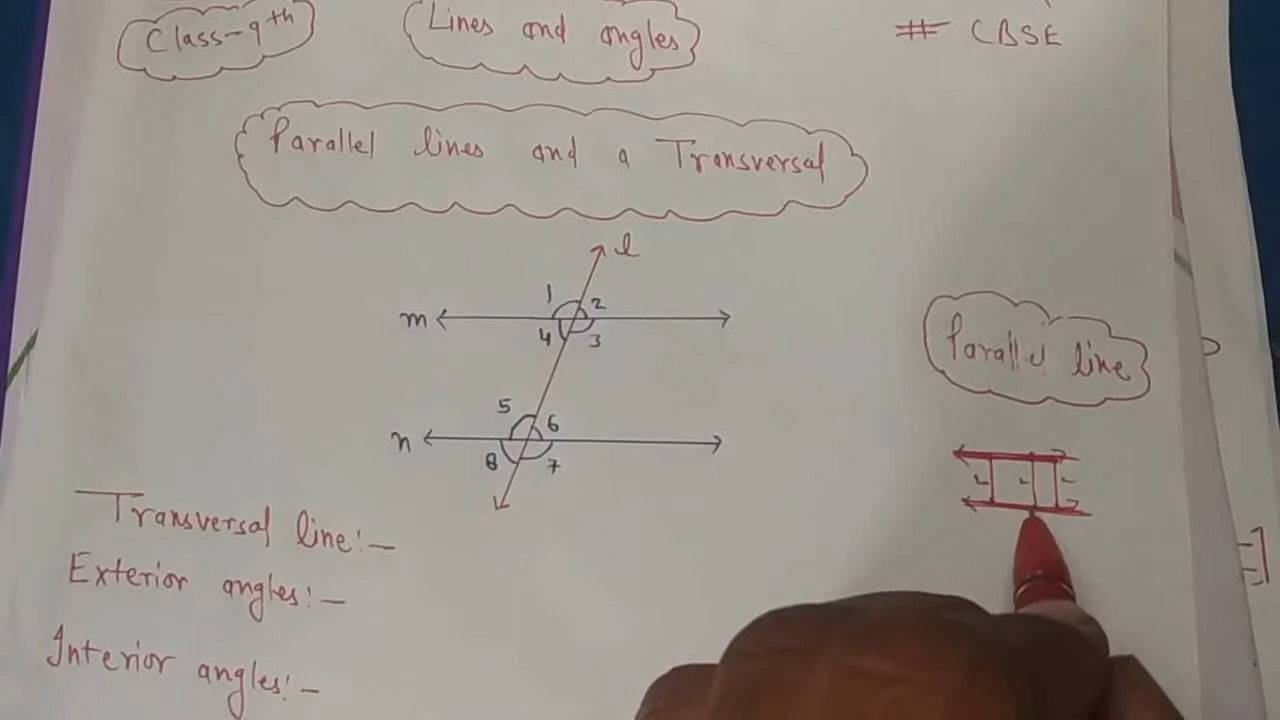 Class-9th
Lines and angles
# CBSE
Parallel lines and a Transversal
l
1 2
m
4 3
5 6
n
8 7
Parallel line
Transversal line:-
Exterior angles:-
Interior angles:-